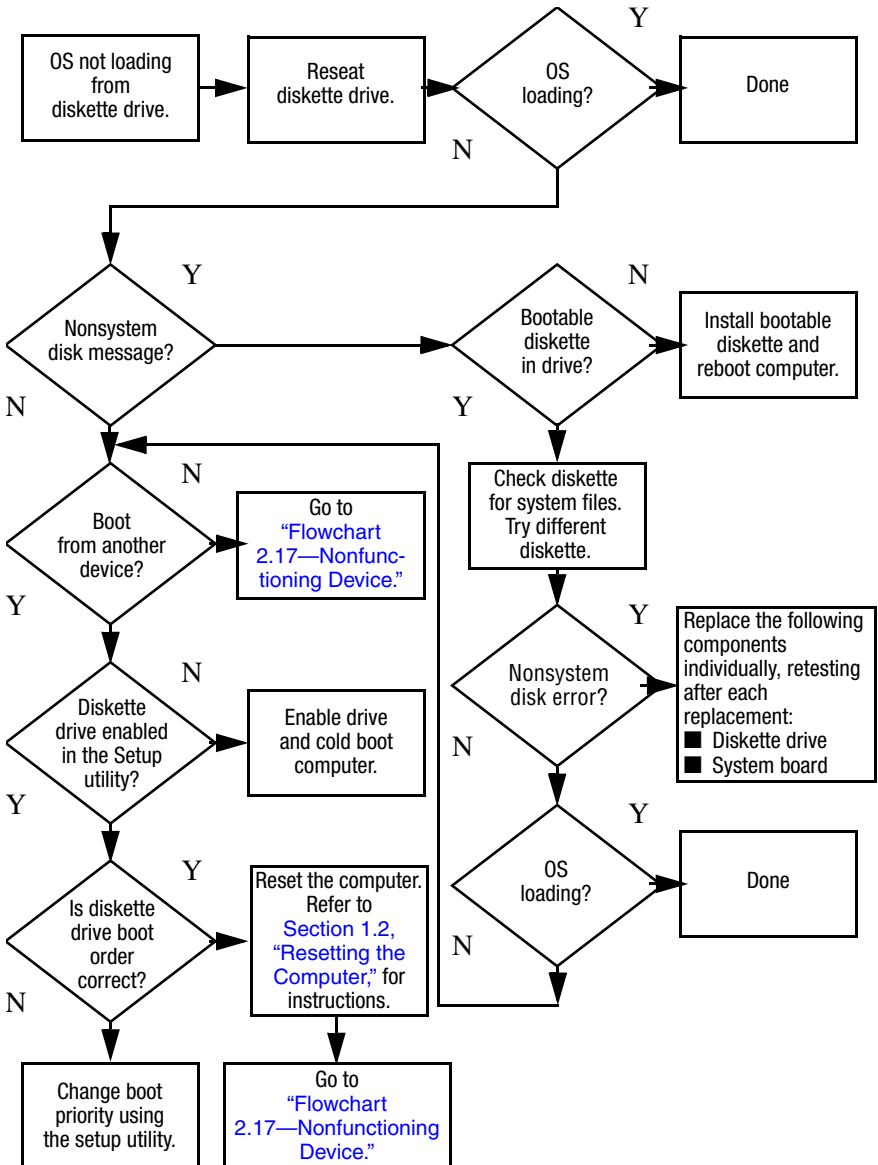 OS not loading
from
diskette drive.
Reseat
diskette drive.
OS
loading?
Y
Done
N
Nonsystem
disk message?
Y
N
Bootable
diskette
in drive?
N
Install bootable
diskette and
reboot computer.
Y
Check diskette
for system files.
Try different
diskette.
Boot
from another
device?
N
Go to
“Flowchart
2.17—Nonfunc-
tioning Device.”
Y
Nonsystem
disk error?
Y
Replace the following
components
individually, retesting
after each
replacement:
■ Diskette drive
■ System board
N
Diskette
drive enabled
in the Setup
utility?
N
Enable drive
and cold boot
computer.
Y
OS
loading?
Y
Done
N
Is diskette
drive boot
order
correct?
Y
Reset the computer.
Refer to
Section 1.2,
“Resetting the
Computer,” for
instructions.
N
Change boot
priority using
the setup utility.
Go to
“Flowchart
2.17—Nonfunctioning
Device.”